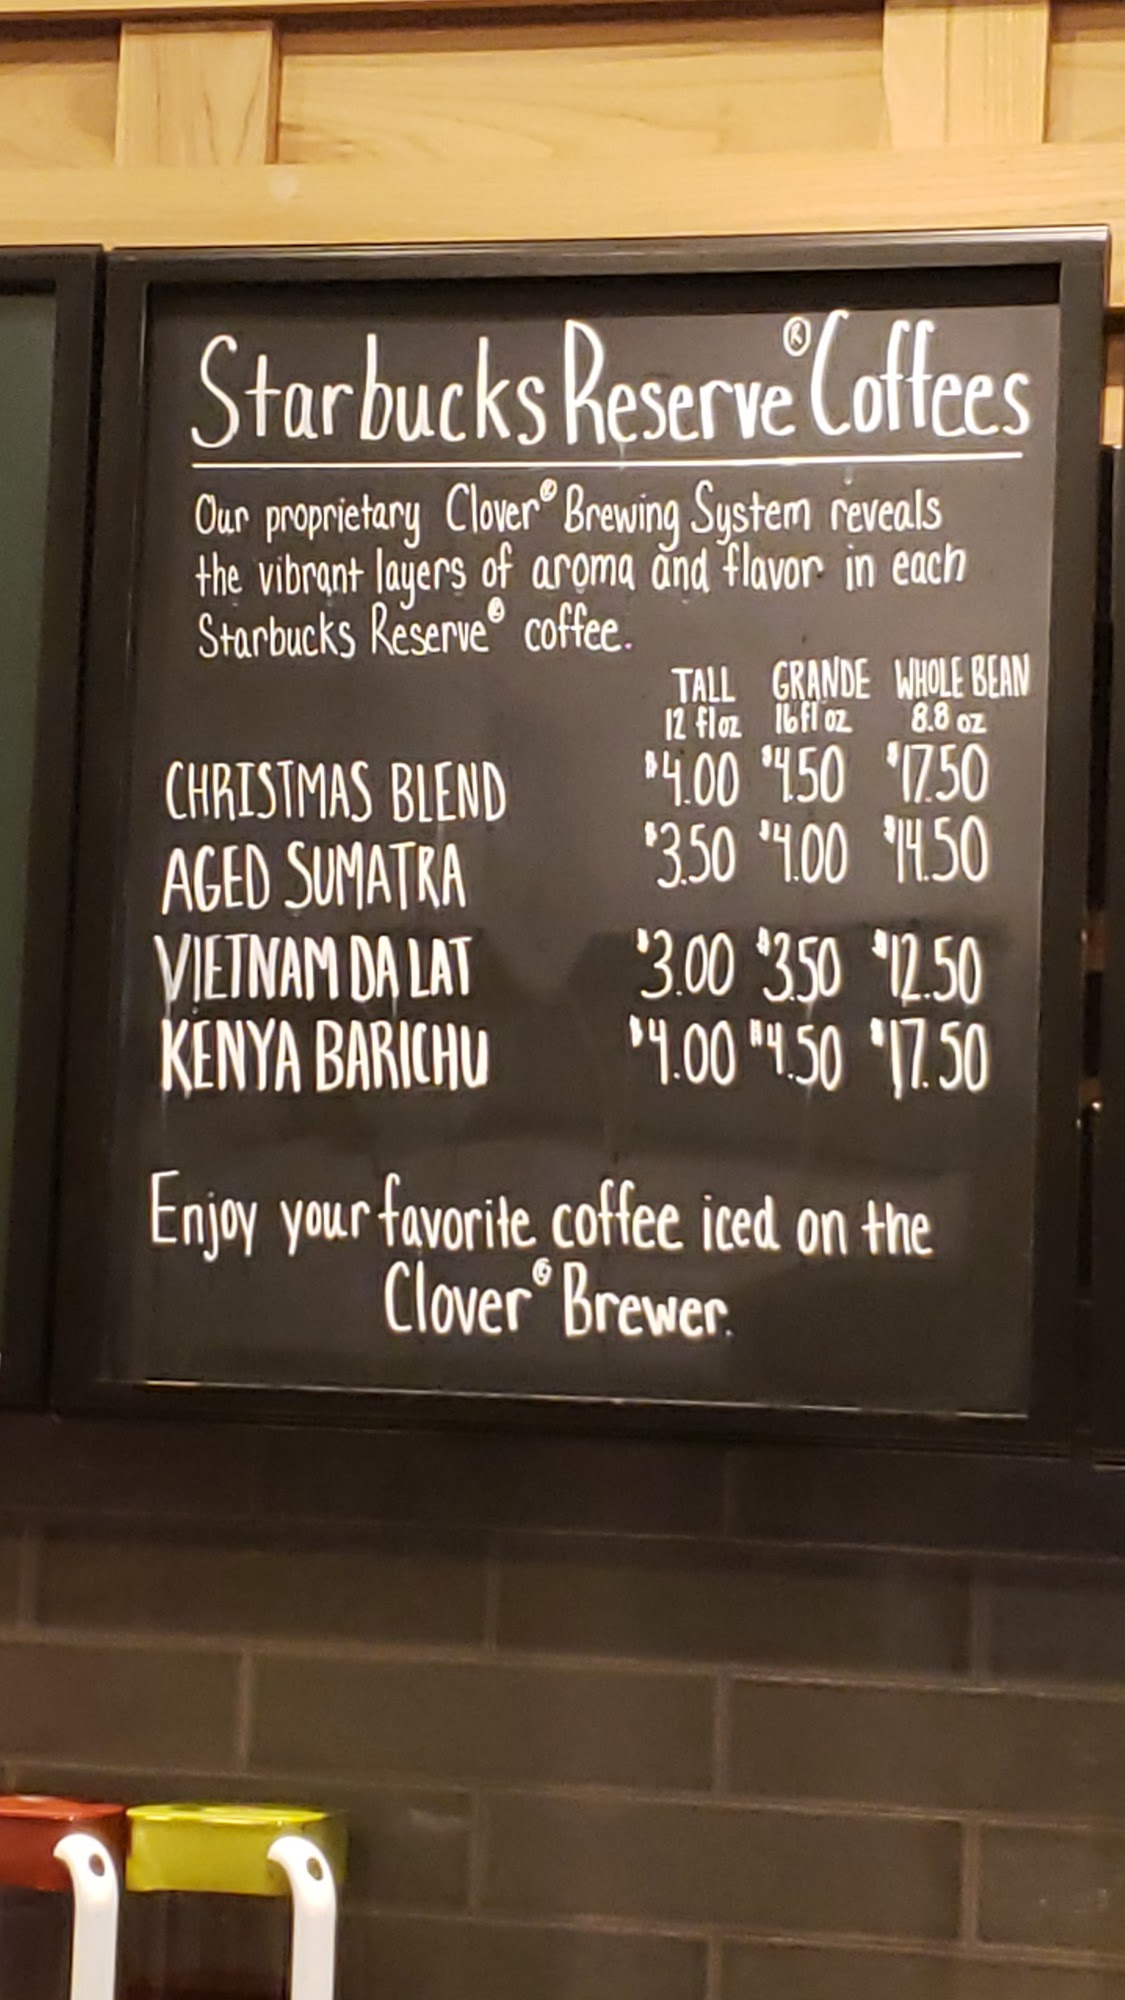 Starbucks Reserve® Coffees
Our proprietary Clover® Brewing System reveals
the vibrant layers of aroma and flavor in each
Starbucks Reserve® coffee.
TALL GRANDE WHOLE BEAN
12 fl oz 16 fl oz 8.8 oz
CHRISTMAS BLEND $4.00 $4.50 $17.50
AGED SUMATRA $3.50 $4.00 $14.50
VIETNAM DA LAT $3.00 $3.50 $12.50
KENYA BARICHU $4.00 $4.50 $17.50
Enjoy your favorite coffee iced on the
Clover® Brewer.